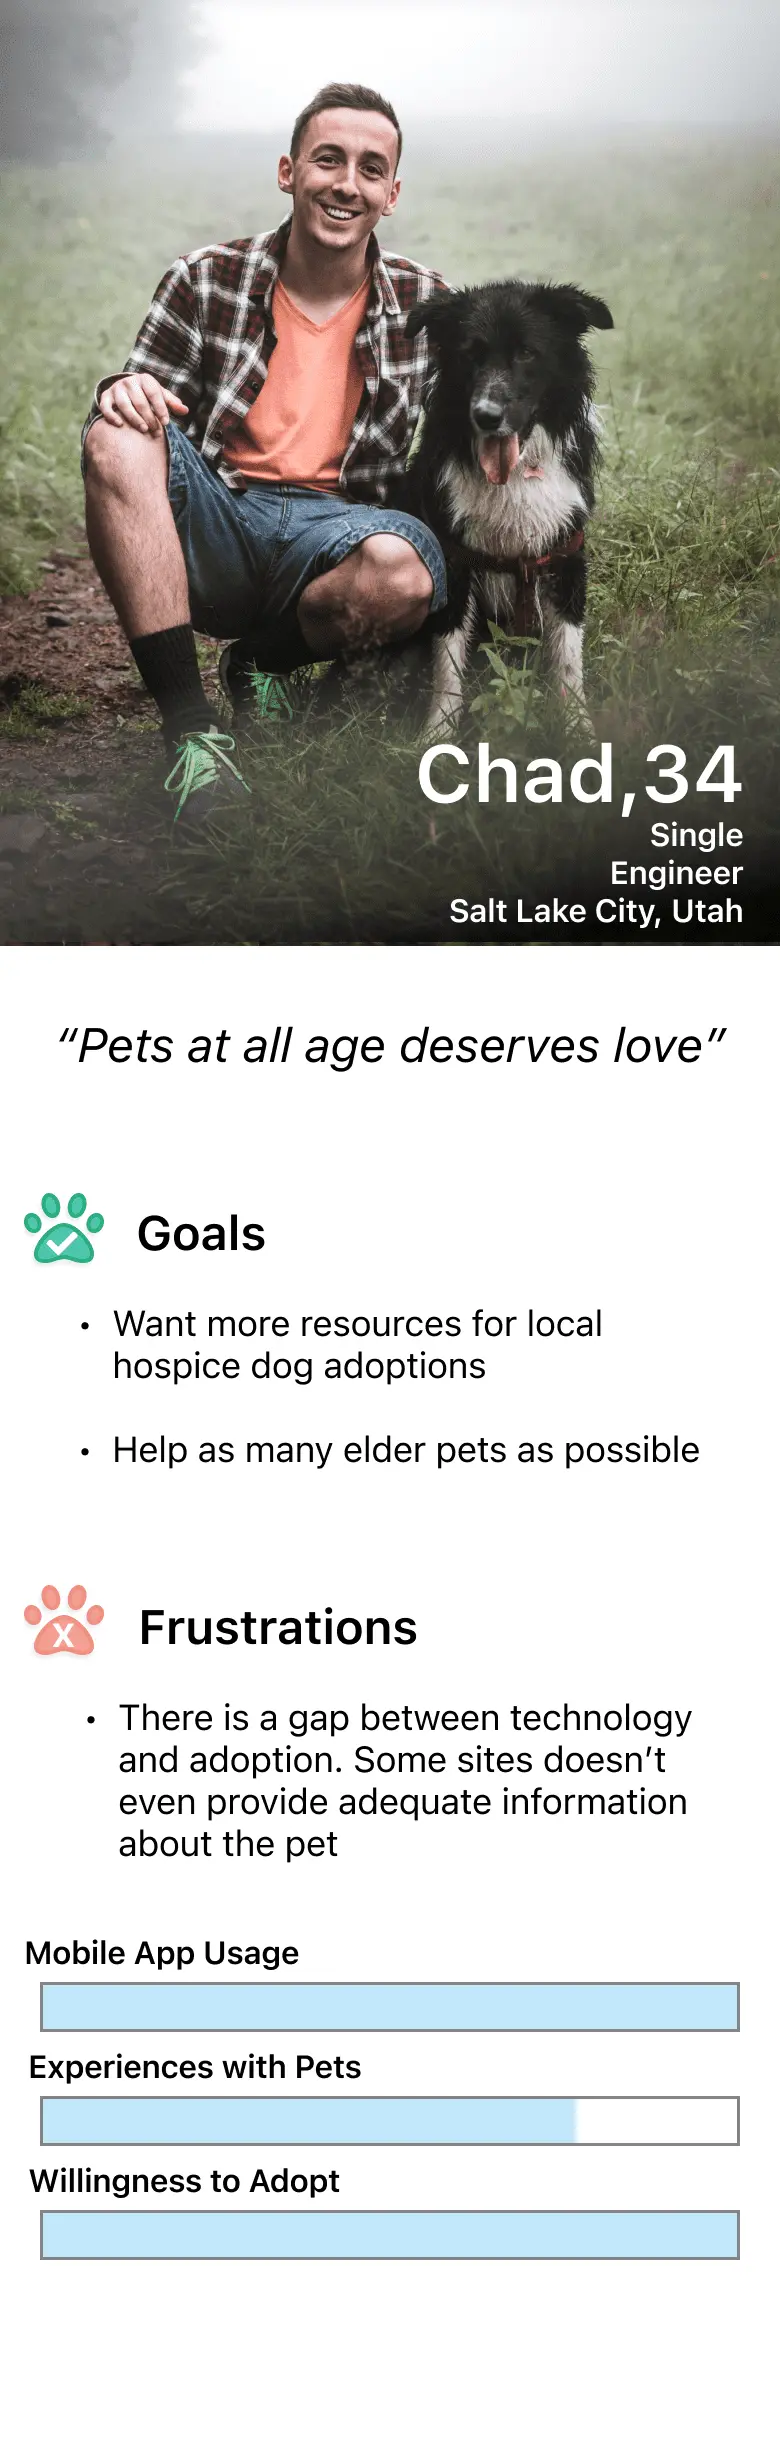 Chad,34
Single
Engineer
Salt Lake City, Utah
“Pets at all age deserves love”
Goals
• Want more resources for local
hospice dog adoptions
• Help as many elder pets as possible
X
Frustrations
• There is a gap between technology
and adoption. Some sites doesn’t
even provide adequate information
about the pet
Mobile App Usage
Experiences with Pets
Willingness to Adopt